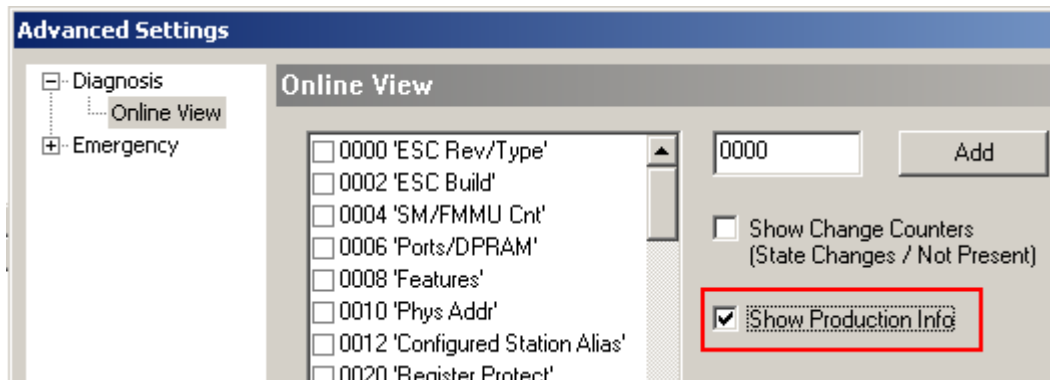 Advanced Settings
Diagnosis
Online View
Emergency
Online View
0000 'ESC Rev/Type'
0002 'ESC Build'
0004 'SM/FMMU Cnt'
0006 'Ports/DPRAM'
0008 'Features'
0010 'Phys Addr'
0012 'Configured Station Alias'
0020 'Register Protect'
0000
Add
Show Change Counters
(State Changes / Not Present)
Show Production Info